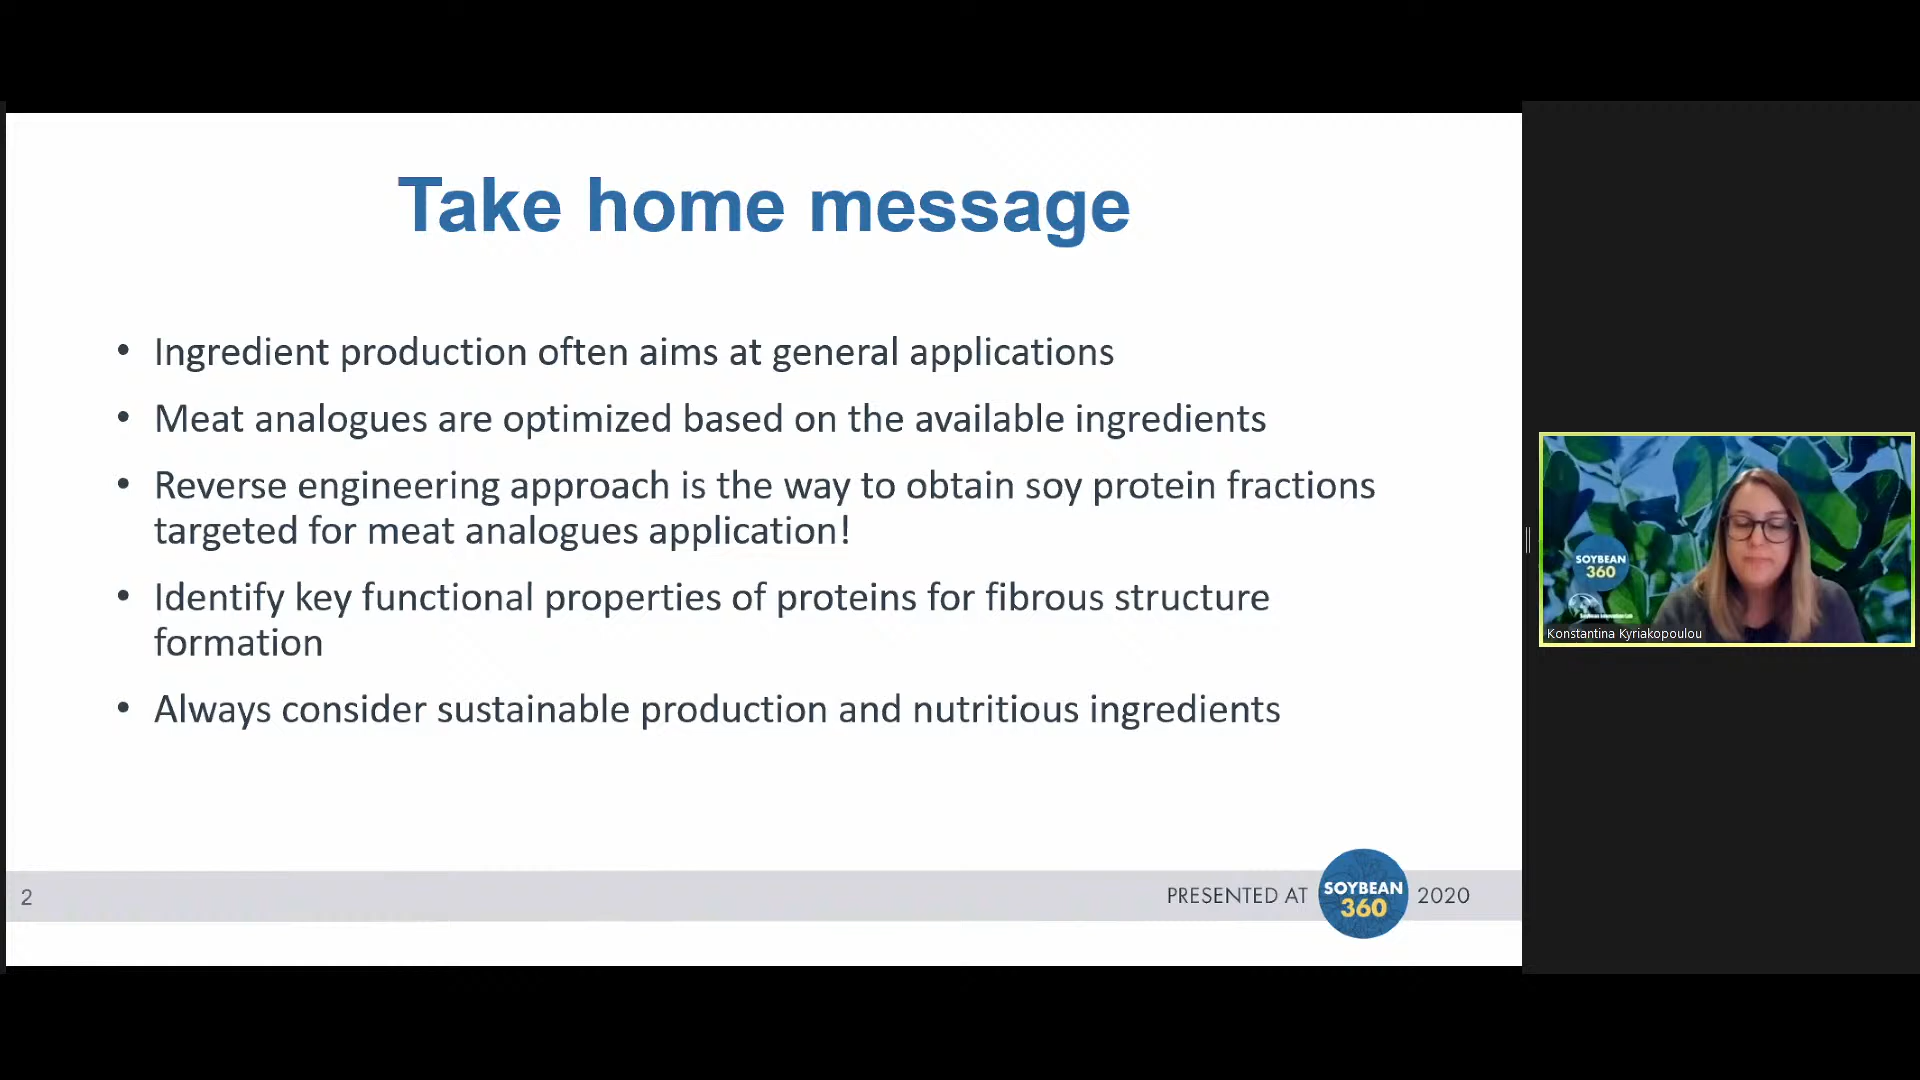 Take home message
• Ingredient production often aims at general applications
• Meat analogues are optimized based on the available ingredients
• Reverse engineering approach is the way to obtain soy protein fractions
targeted for meat analogues application!
• Identify key functional properties of proteins for fibrous structure
formation
• Always consider sustainable production and nutritious ingredients
2
PRESENTED AT SOYBEAN 360 2020
SOYBEAN
360
Konstantina Kyriakopoulou